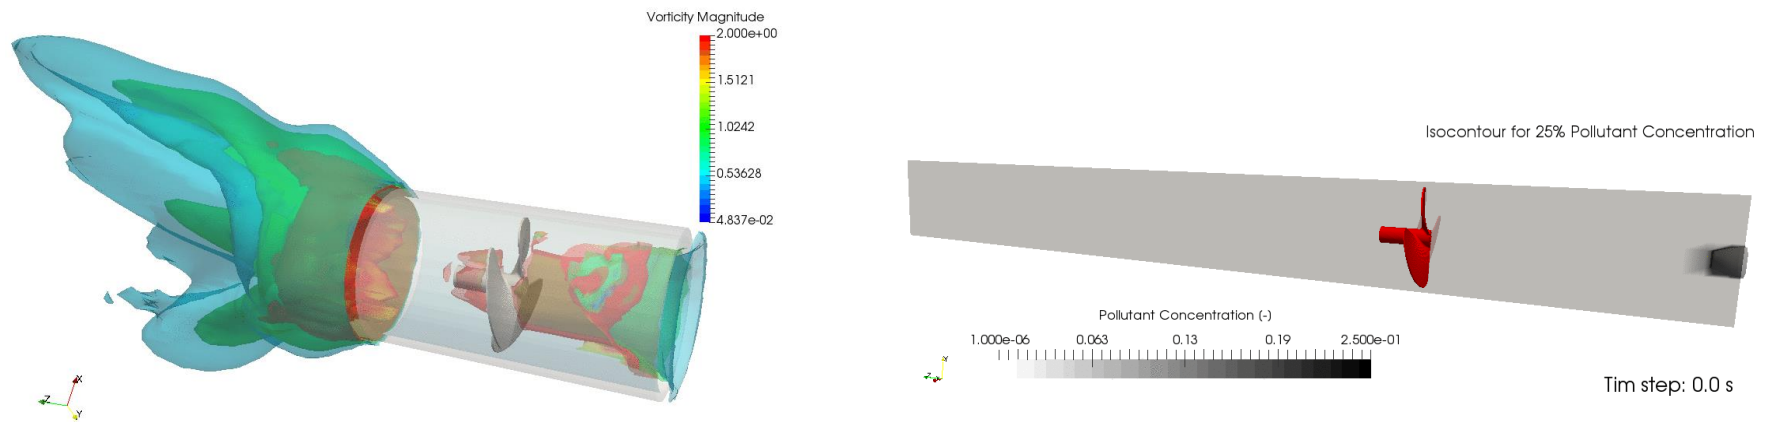 Vorticity Magnitude
2.000e+00
1.5121
1.0242
0.53628
4.837e-02
X
Z
Y
Isocontour for 25% Pollutant Concentration
Pollutant Concentration (-)
1.000e-06 0.063 0.13 0.19 2.500e-01
Y
Z X
Tim step: 0.0 s